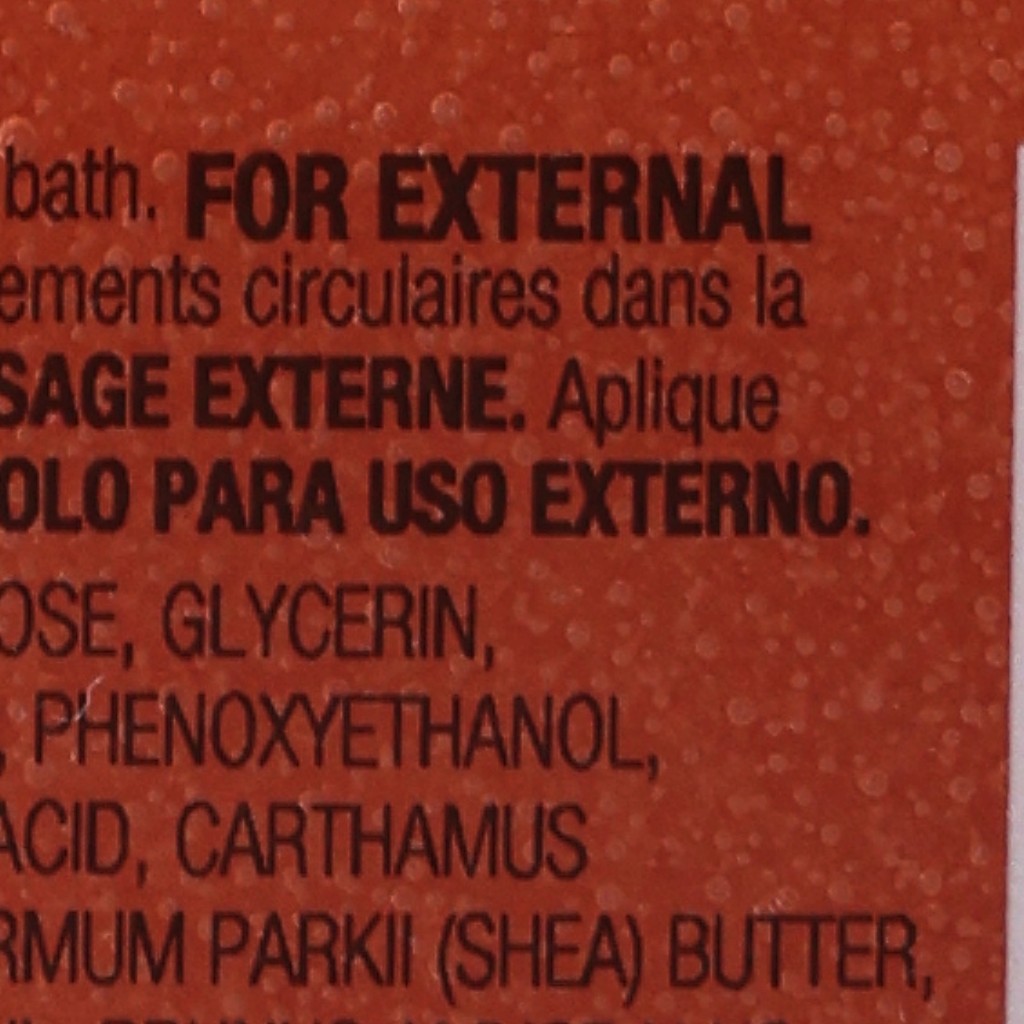 bath. FOR EXTERNAL
ements circulaires dans la
SAGE EXTERNE. Aplique
OLO PARA USO EXTERNO.
OSE, GLYCERIN,
, PHENOXYETHANOL,
ACID, CARTHAMUS
RMUM PARKII (SHEA) BUTTER,